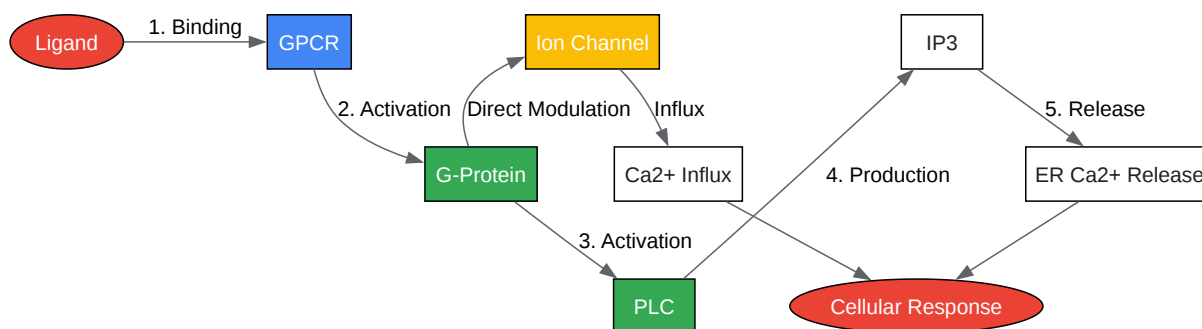 1. Binding
Ligand
GPCR
Ion Channel
IP3
2. Activation
Direct Modulation
Influx
5. Release
G-Protein
Ca2+ Influx
4. Production
ER Ca2+ Release
3. Activation
PLC
Cellular Response